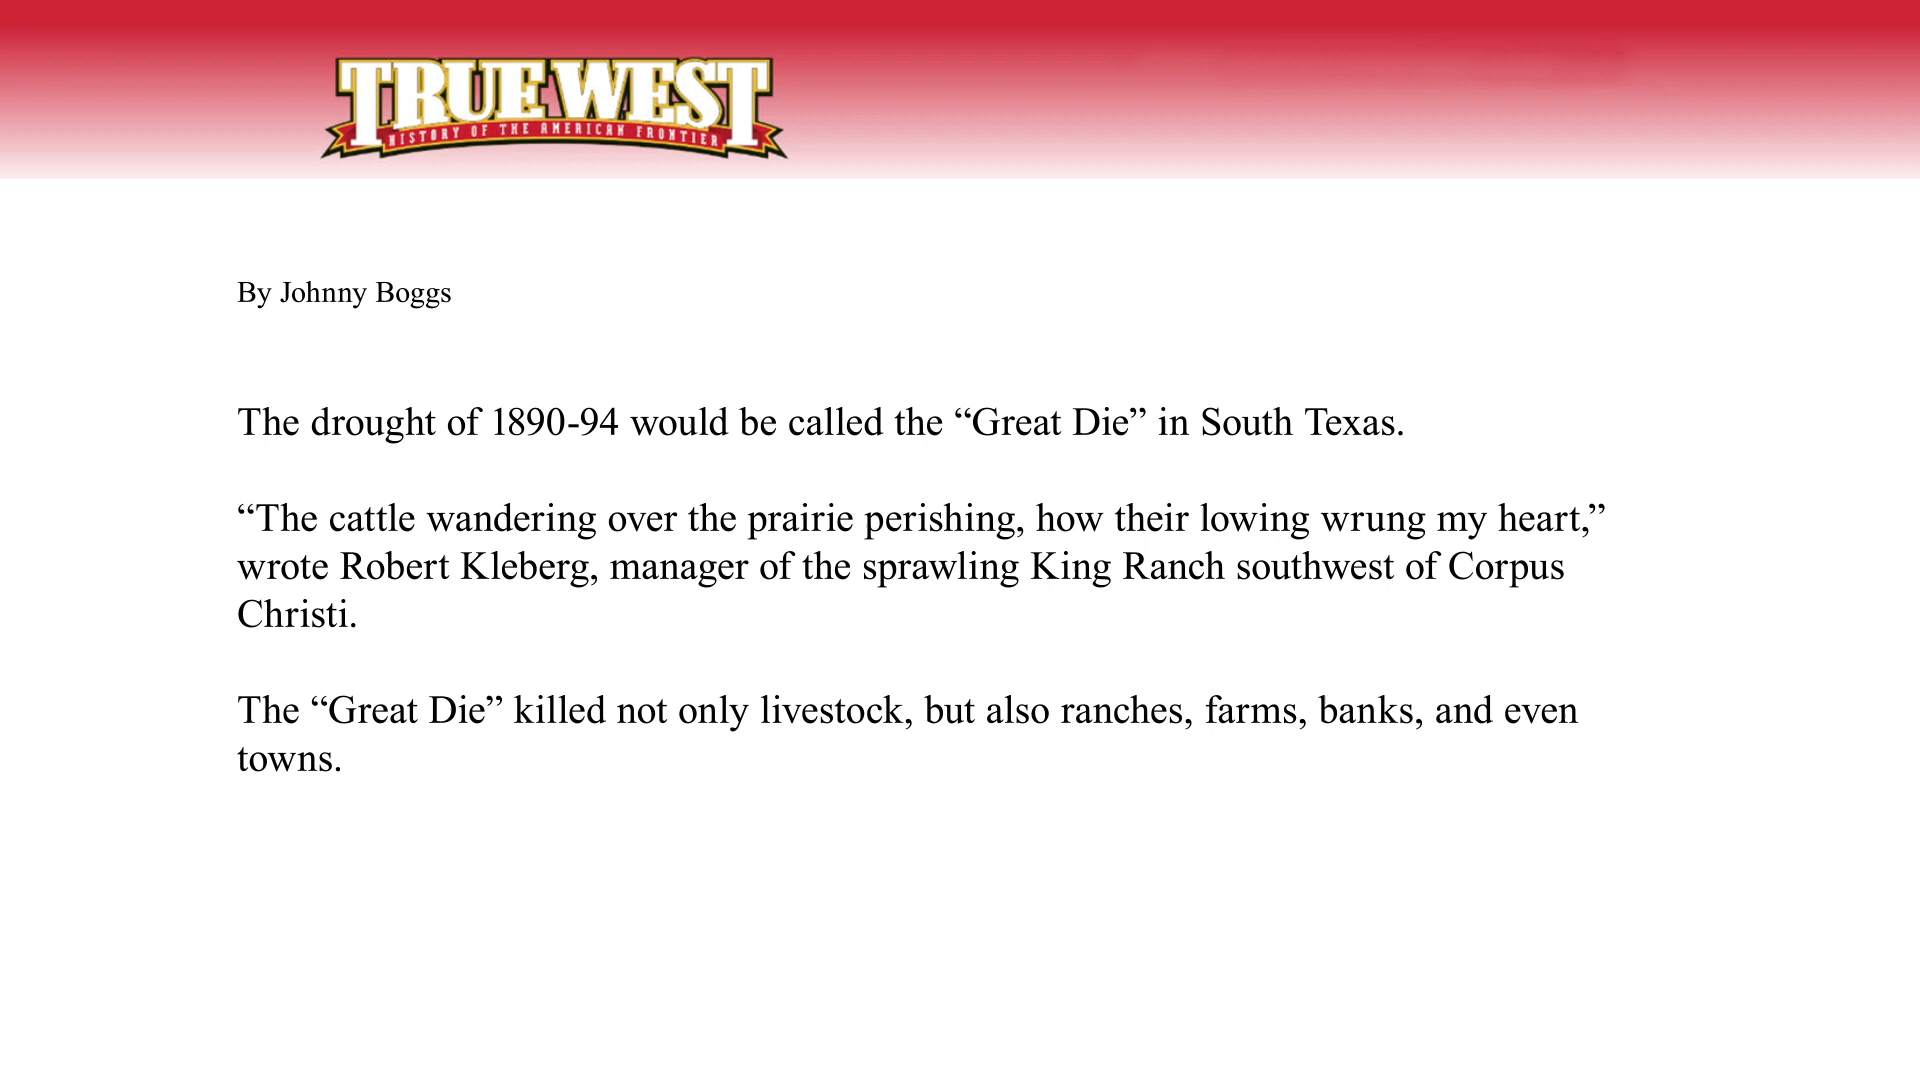 TRUE WEST
HISTORY OF THE AMERICAN FRONTIER
By Johnny Boggs
The drought of 1890-94 would be called the “Great Die” in South Texas.
“The cattle wandering over the prairie perishing, how their lowing wrung my heart,”
wrote Robert Kleberg, manager of the sprawling King Ranch southwest of Corpus
Christi.
The “Great Die” killed not only livestock, but also ranches, farms, banks, and even
towns.